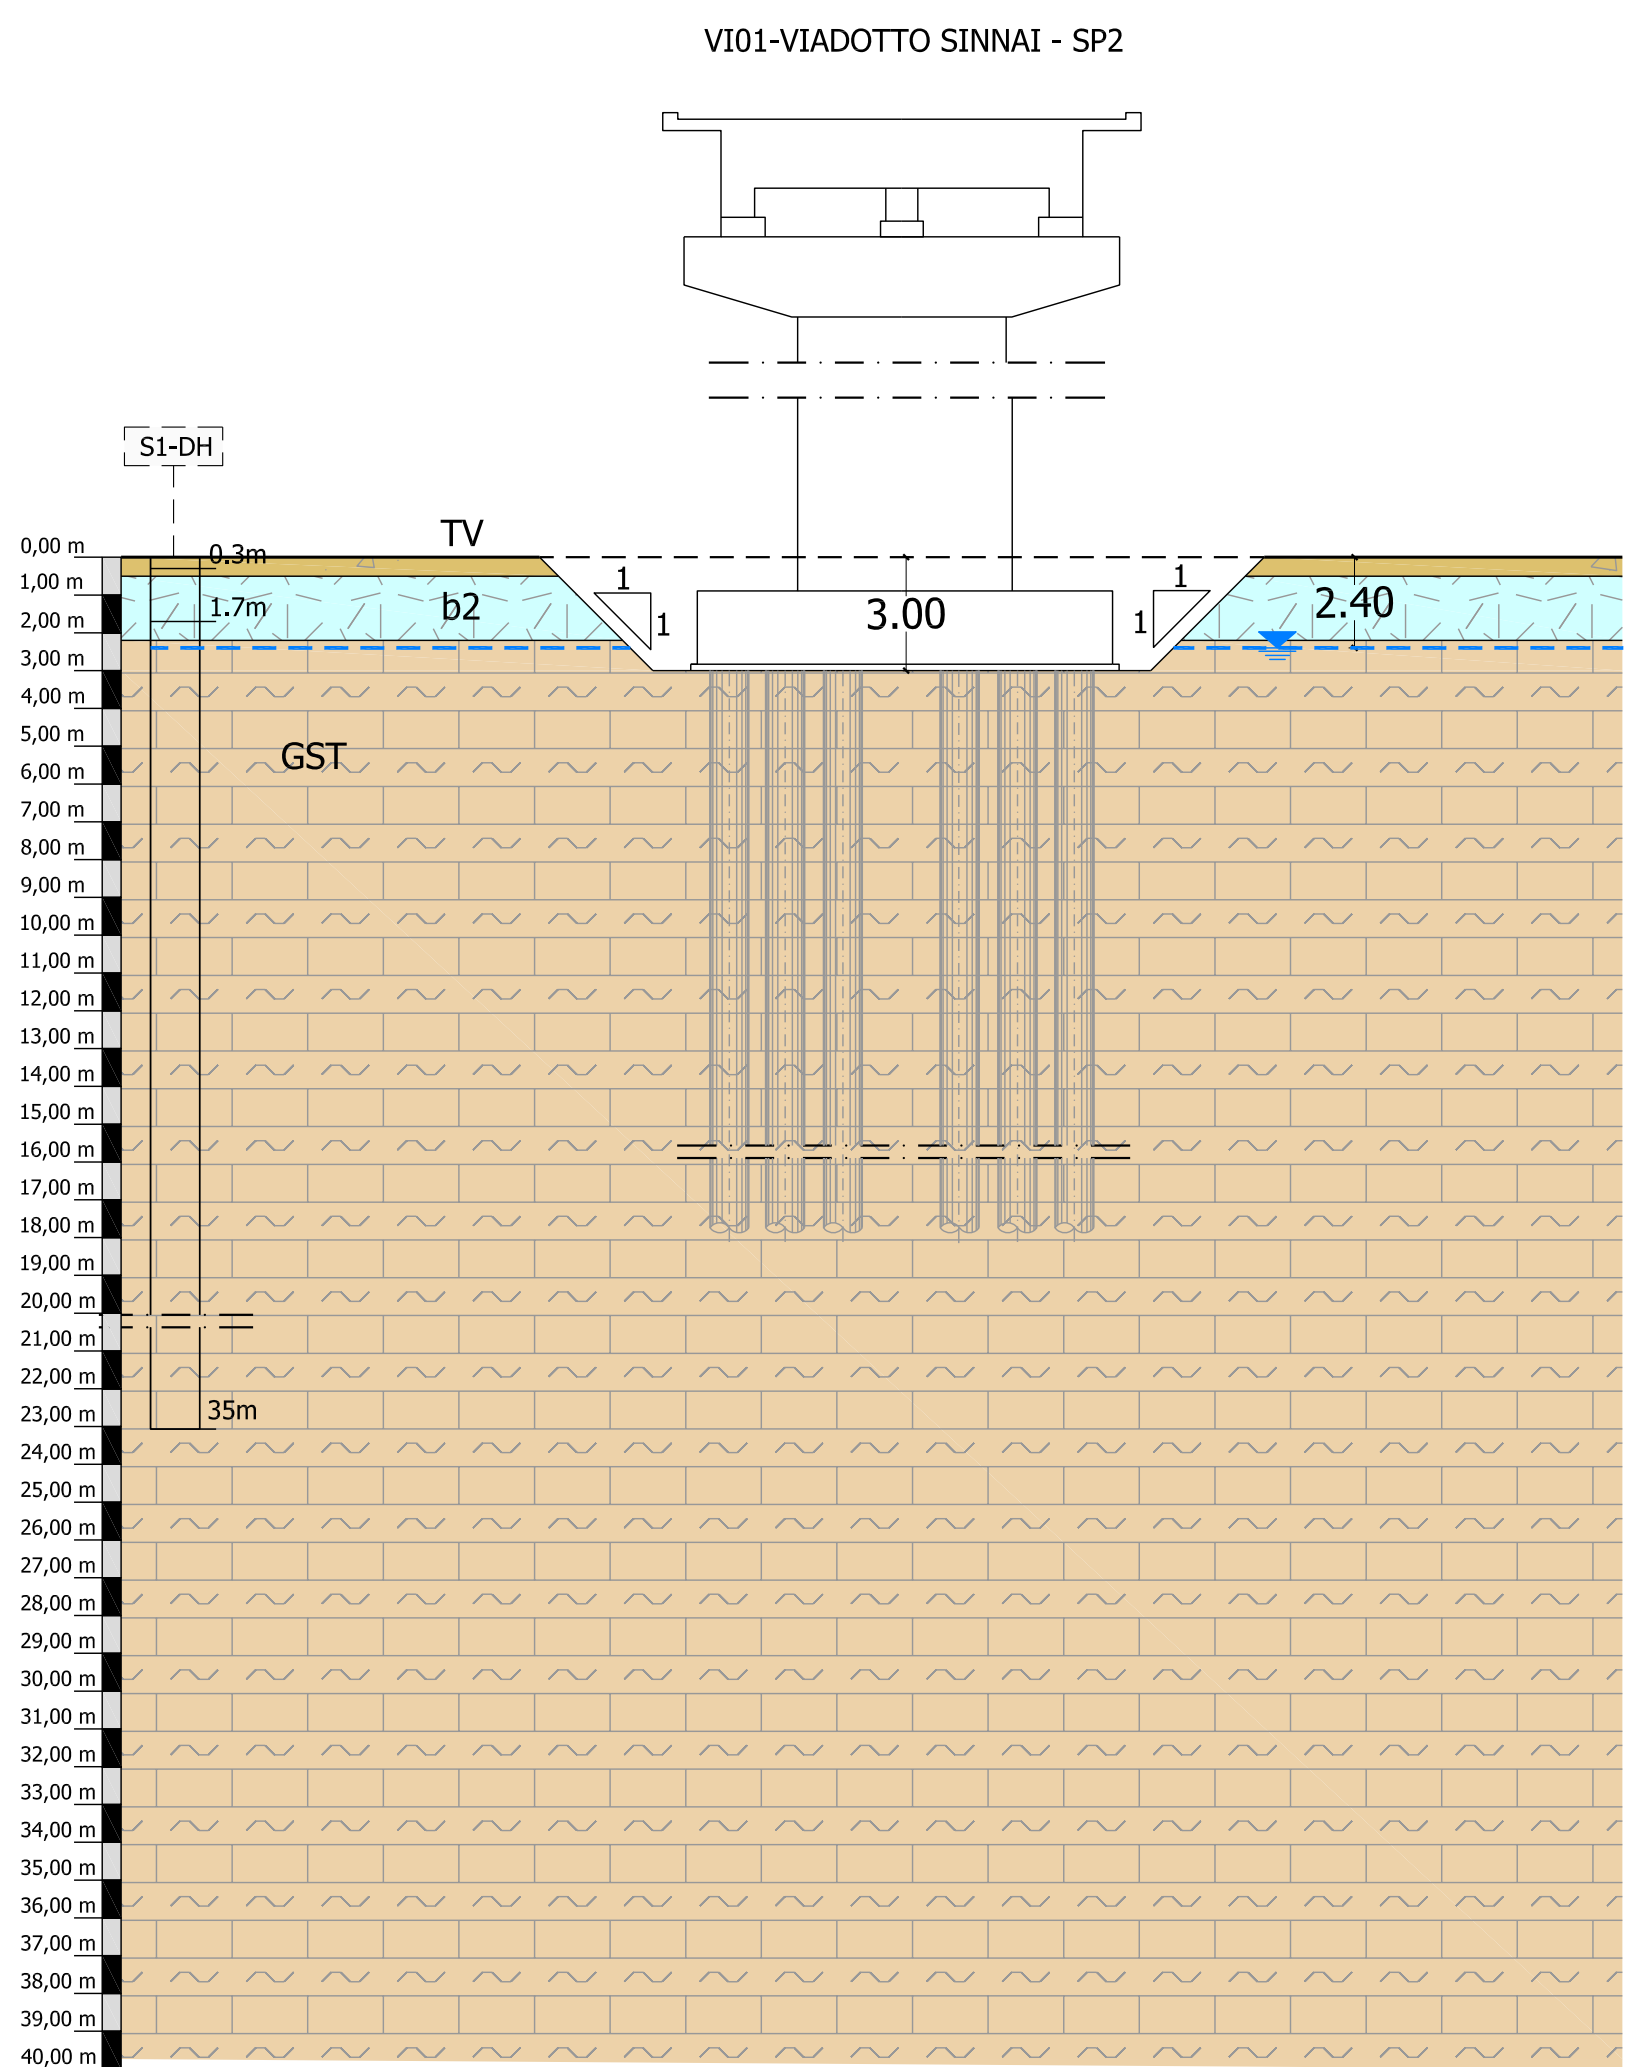 VI01-VIADOTTO SINNAI - SP2
S1-DH
TV
0,00 m
0.3m
1,00 m
1
1
2.40
1.7m
b2
3.00
2,00 m
1
1
3,00 m
4,00 m
5,00 m
GST
6,00 m
7,00 m
8,00 m
9,00 m
10,00 m
11,00 m
12,00 m
13,00 m
14,00 m
15,00 m
16,00 m
17,00 m
18,00 m
19,00 m
20,00 m
21,00 m
22,00 m
23,00 m
35m
24,00 m
25,00 m
26,00 m
27,00 m
28,00 m
29,00 m
30,00 m
31,00 m
32,00 m
33,00 m
34,00 m
35,00 m
36,00 m
37,00 m
38,00 m
39,00 m
40,00 m